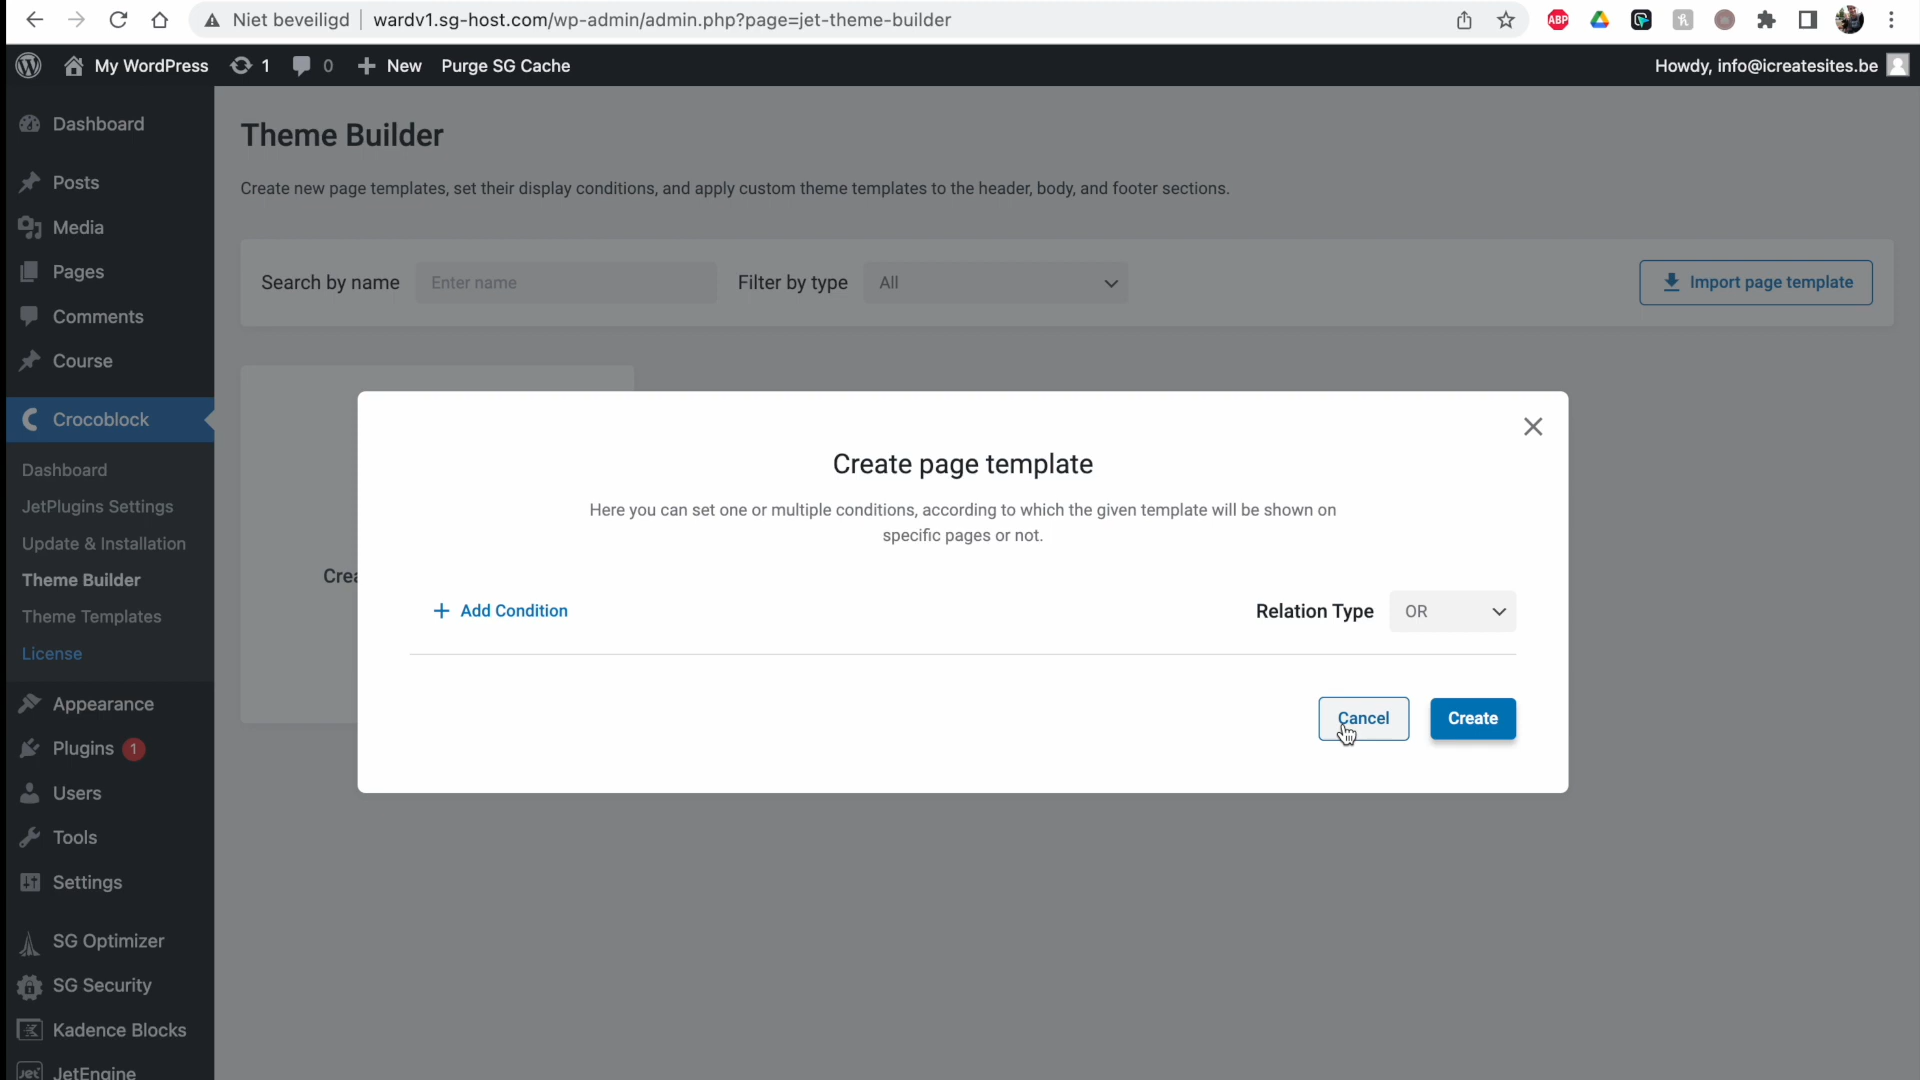 Niet beveiligd wardv1.sg-host.com/wp-admin/admin.php?page=jet-theme-builder
ABP
My WordPress 1 0 New Purge SG Cache
Howdy, info@icreatesites.be
Dashboard
Posts
Media
Pages
Comments
Course
Crocoblock
Dashboard
JetPlugins Settings
Update & Installation
Theme Builder
Theme Templates
License
Appearance
Plugins 1
Users
Tools
Settings
SG Optimizer
SG Security
Kadence Blocks
JetEngine
Theme Builder
Create new page templates, set their display conditions, and apply custom theme templates to the header, body, and footer sections.
Search by name Enter name Filter by type All
Import page template
Crea
Create page template
Here you can set one or multiple conditions, according to which the given template will be shown on
specific pages or not.
Add Condition
Relation Type OR
Cancel Create